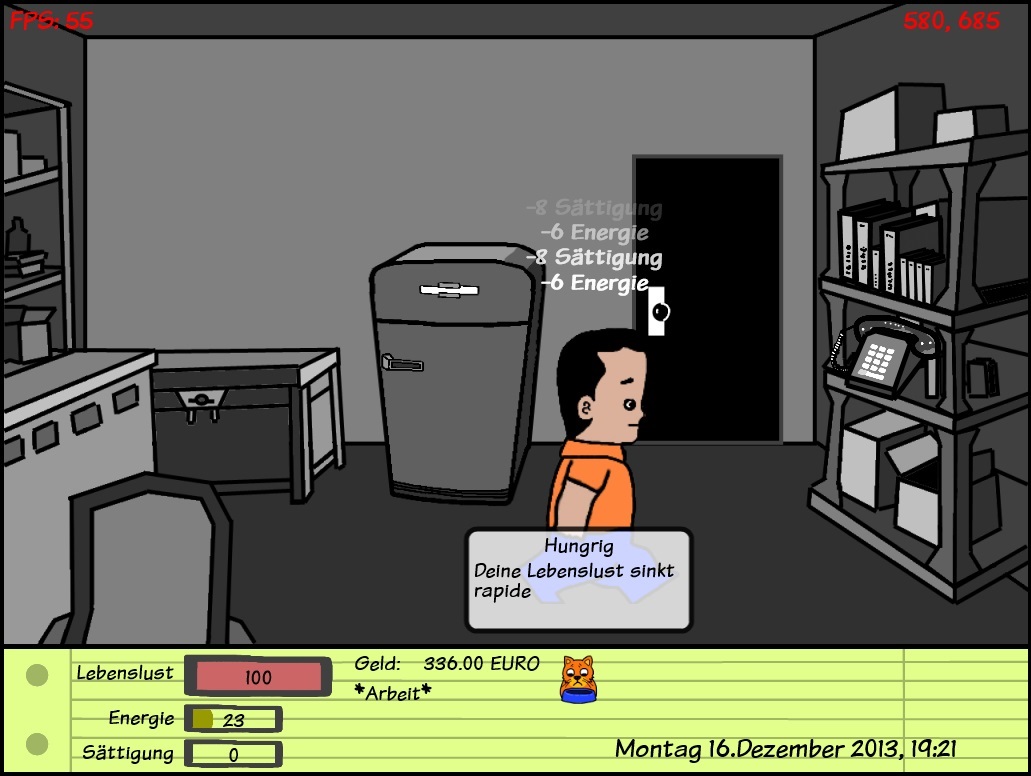 FPS: 55
580, 685
-8 Sättigung
-6 Energie
-8 Sättigung
-6 Energie
Hungrig
Deine Lebenslust sinkt
rapide
Lebenslust 100
Geld: 336.00 EURO
*Arbeit*
Energie 23
Sättigung 0
Montag 16.Dezember 2013, 19:21